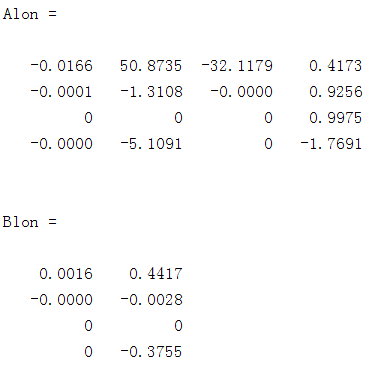 Alon =
-0.0166 50.8735 -32.1179 0.4173
-0.0001 -1.3108 -0.0000 0.9256
0 0 0 0.9975
-0.0000 -5.1091 0 -1.7691
Blon =
0.0016 0.4417
-0.0000 -0.0028
0 0
0 -0.3755